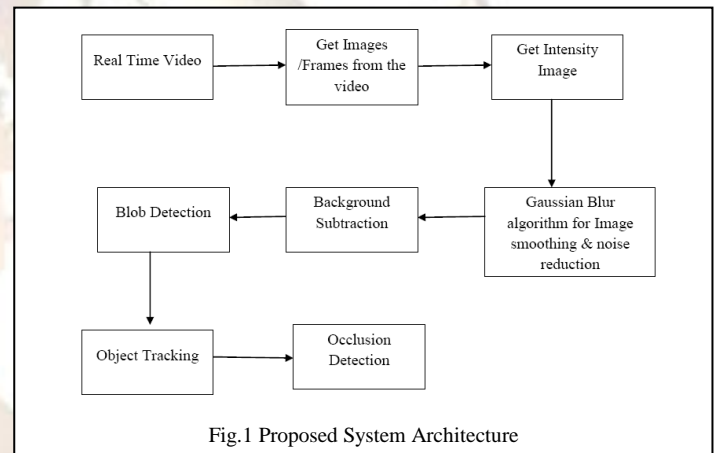 Real Time Video
Get Images
/Frames from the
video
Get Intensity
Image
Gaussian Blur
algorithm for Image
smoothing & noise
reduction
Background
Subtraction
Blob Detection
Object Tracking
Occlusion
Detection
Fig.1 Proposed System Architecture